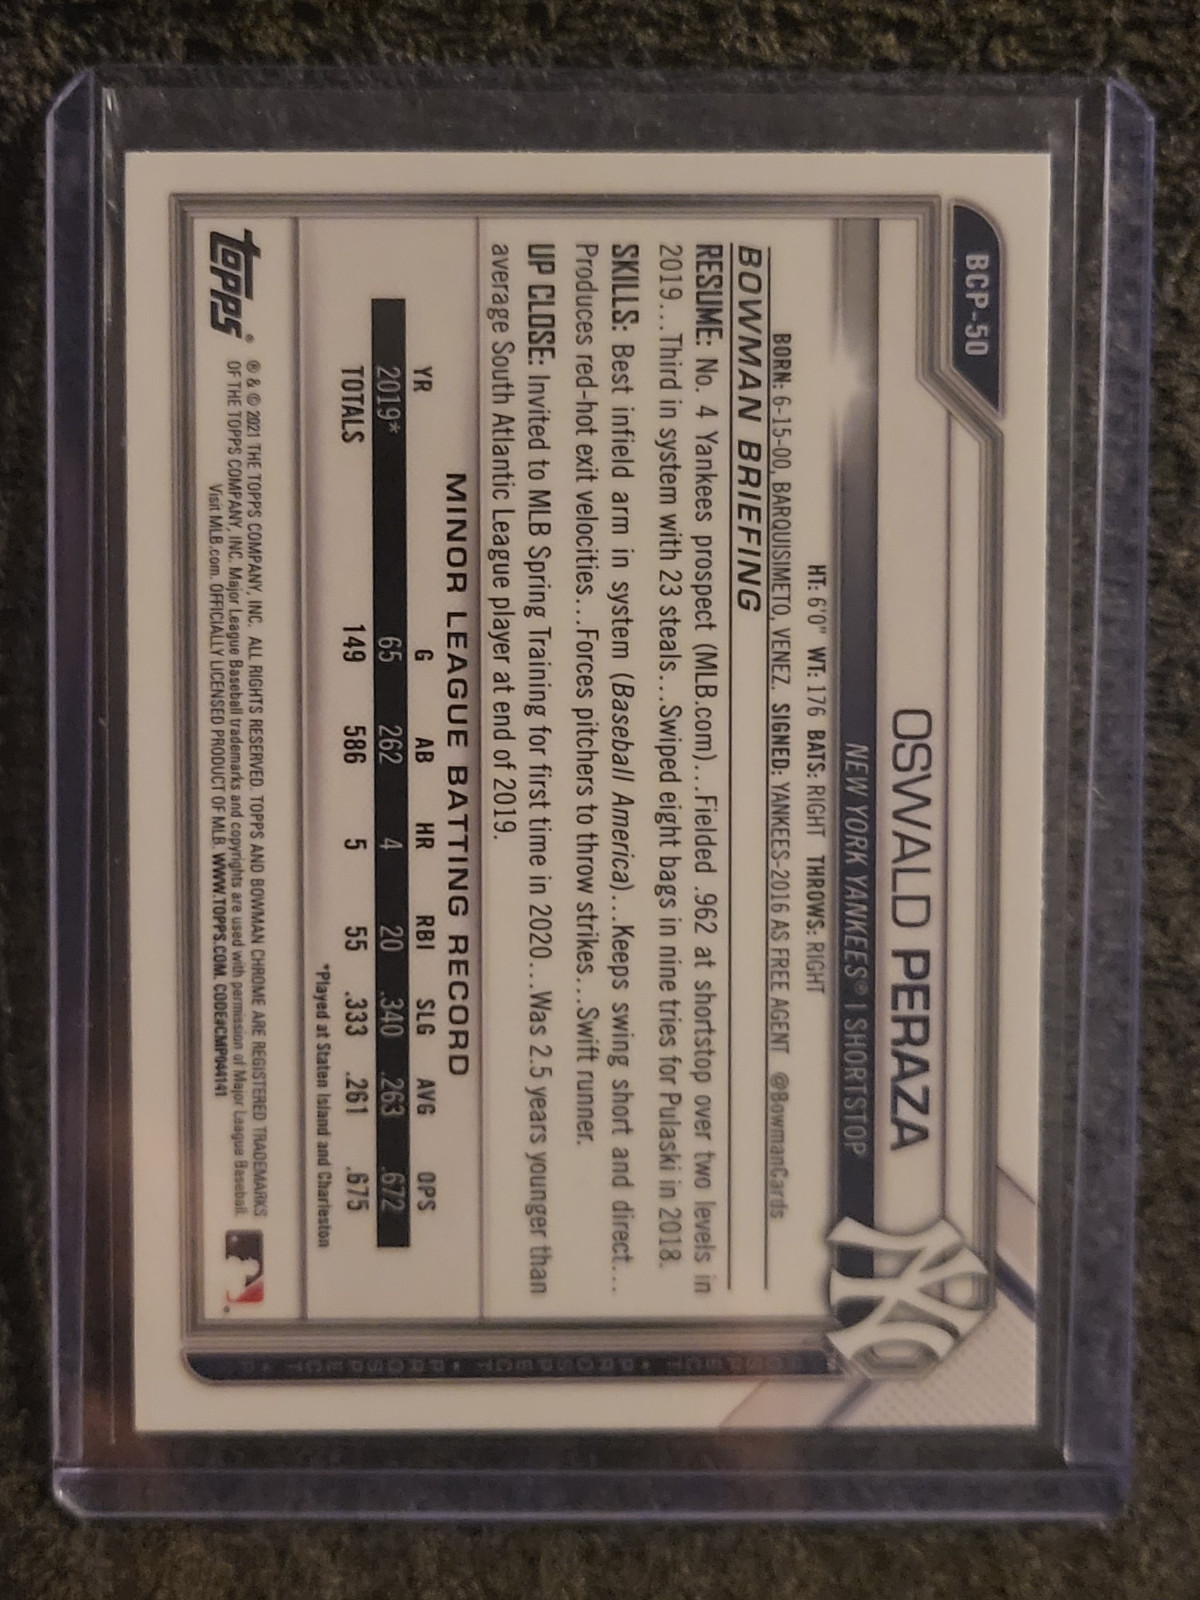 BCP-50
OSWALD PERAZA
NEW YORK YANKEES® | SHORTSTOP
HT: 6'0" WT: 176 BATS: RIGHT THROWS: RIGHT
BORN: 6-15-00, BARQUISIMETO, VENEZ. SIGNED: YANKEES-2016 AS FREE AGENT @BowmanCards
BOWMAN BRIEFING
RESUME: No. 4 Yankees prospect (MLB.com)...Fielded .962 at shortstop over two levels in
2019...Third in system with 23 steals...Swiped eight bags in nine tries for Pulaski in 2018.
SKILLS: Best infield arm in system (Baseball America)...Keeps swing short and direct...
Produces red-hot exit velocities...Forces pitchers to throw strikes...Swift runner.
UP CLOSE: Invited to MLB Spring Training for first time in 2020...Was 2.5 years younger than
average South Atlantic League player at end of 2019.
MINOR LEAGUE BATTING RECORD
YR G AB HR RBI SLG AVG OPS
2019* 65 262 4 20 .340 .263 .672
TOTALS 149 586 5 55 .333 .261 .675
*Played at Staten Island and Charleston
topps®
® & © 2021 THE TOPPS COMPANY, INC. ALL RIGHTS RESERVED. TOPPS AND BOWMAN CHROME ARE REGISTERED TRADEMARKS
OF THE TOPPS COMPANY, INC. Major League Baseball trademarks and copyrights are used with permission of Major League Baseball.
Visit MLB.com. OFFICIALLY LICENSED PRODUCT OF MLB. WWW.TOPPS.COM. CODE#CMP044141
NY